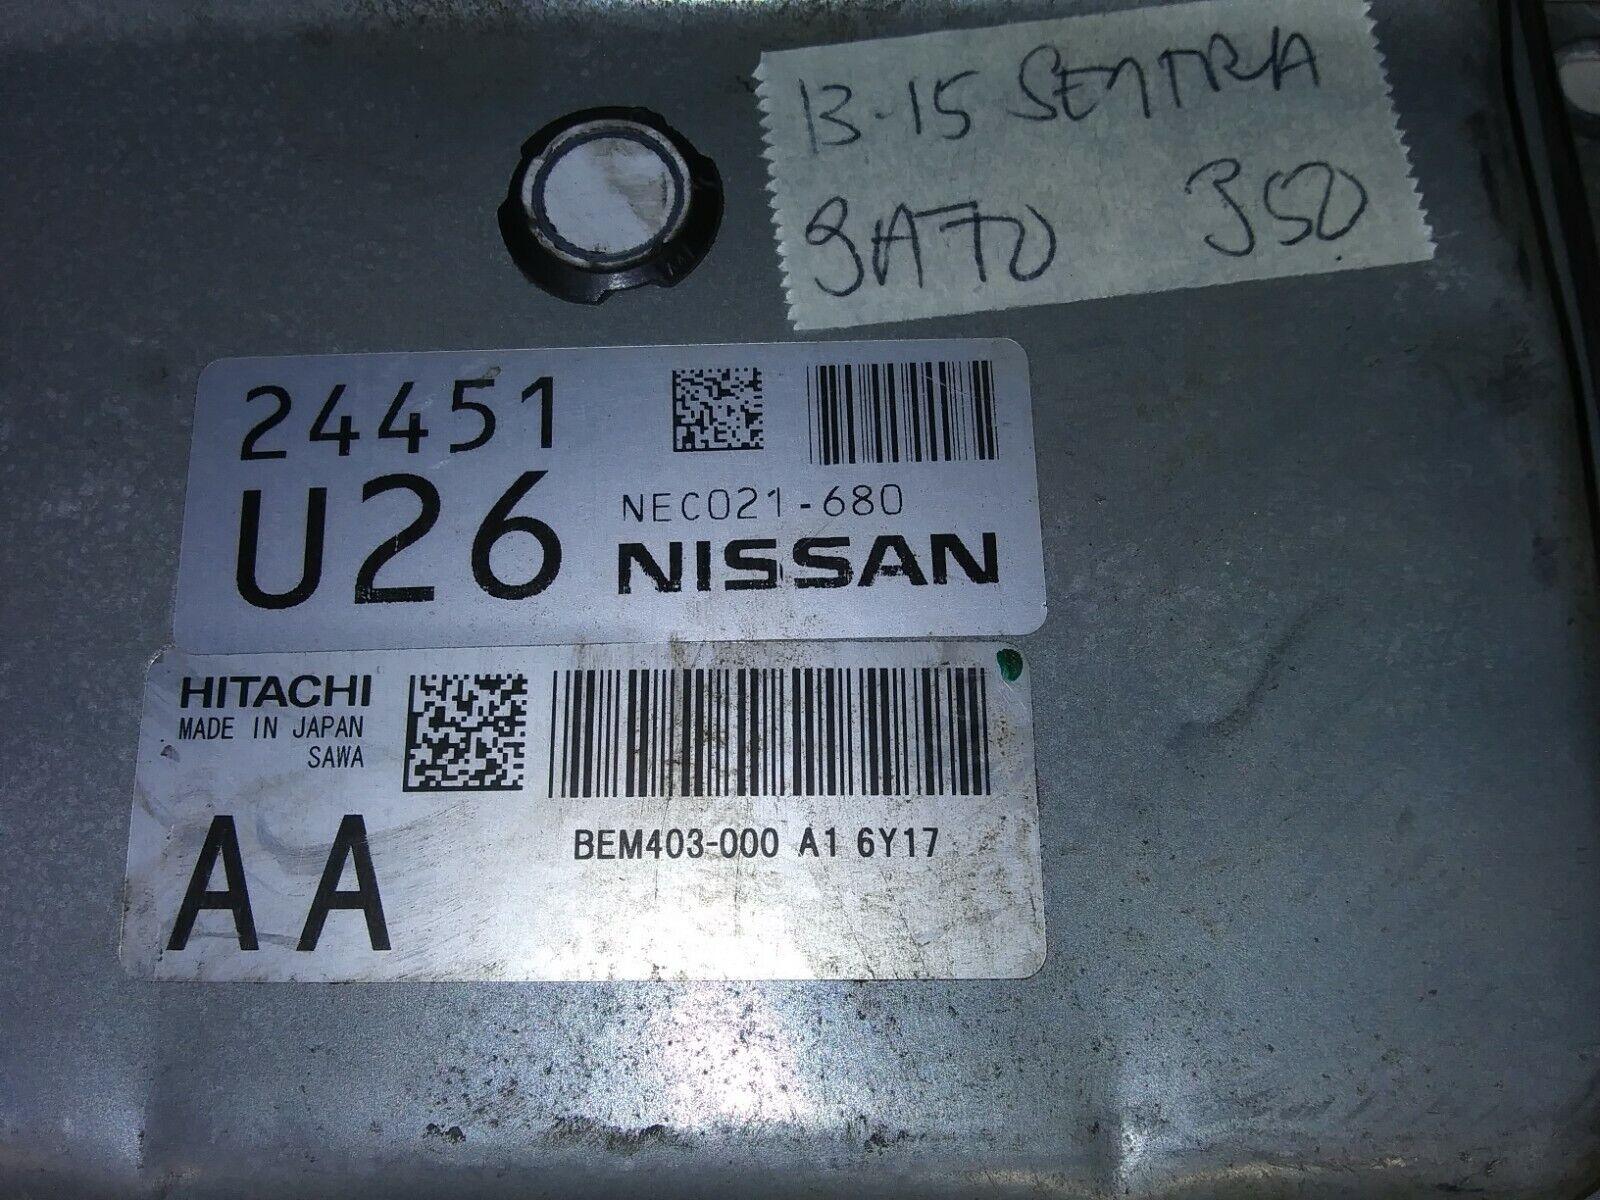 13-15 SENTRA
3A70 350
24451
U26
NEC021-680
NISSAN
HITACHI
MADE IN JAPAN
SAWA
AA
BEM403-000 A1 6Y17